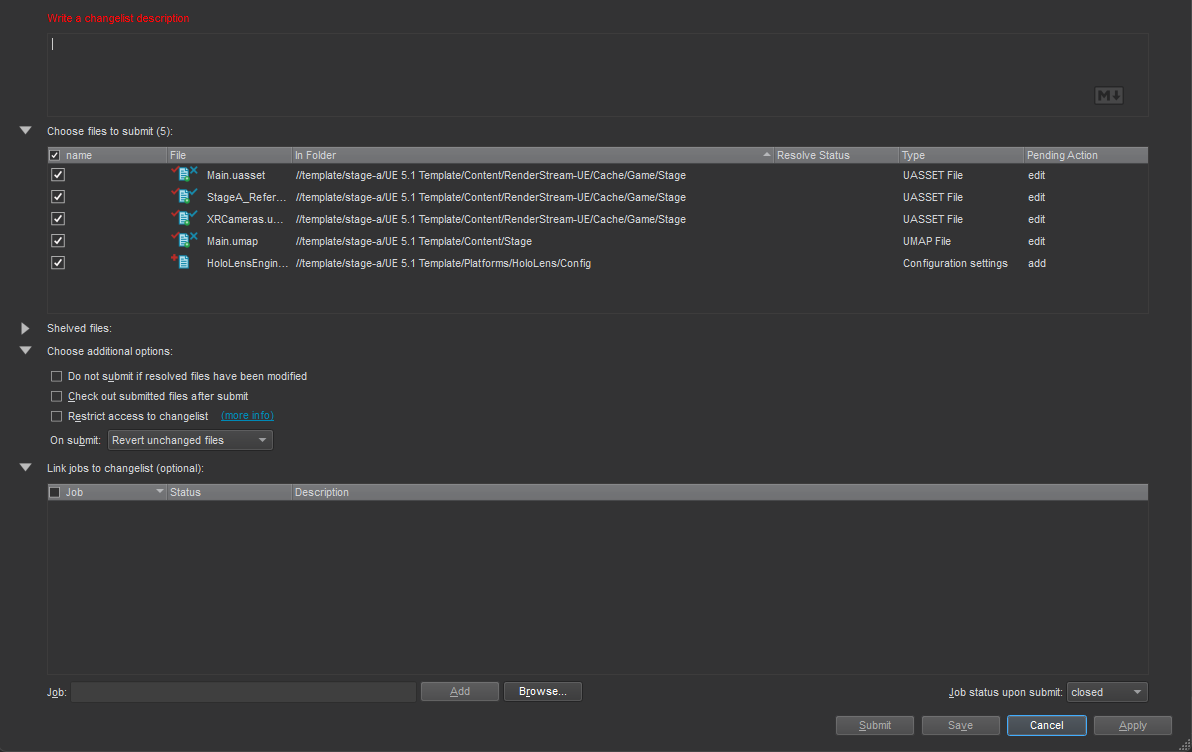 Write a changelist description
M
Choose files to submit (5):
name File In Folder Resolve Status Type Pending Action
Main.uasset //template/stage-a/UE 5.1 Template/Content/RenderStream-UE/Cache/Game/Stage UASSET File edit
StageA_Refer... //template/stage-a/UE 5.1 Template/Content/RenderStream-UE/Cache/Game/Stage UASSET File edit
XRCameras.u... //template/stage-a/UE 5.1 Template/Content/RenderStream-UE/Cache/Game/Stage UASSET File edit
Main.umap //template/stage-a/UE 5.1 Template/Content/Stage UMAP File edit
HoloLensEngin... //template/stage-a/UE 5.1 Template/Platforms/HoloLens/Config Configuration settings add
Shelved files:
Choose additional options:
Do not submit if resolved files have been modified
Check out submitted files after submit
Restrict access to changelist (more info)
On submit: Revert unchanged files
Link jobs to changelist (optional):
Job Status Description
Job: Add Browse... Job status upon submit: closed
Submit Save Cancel Apply